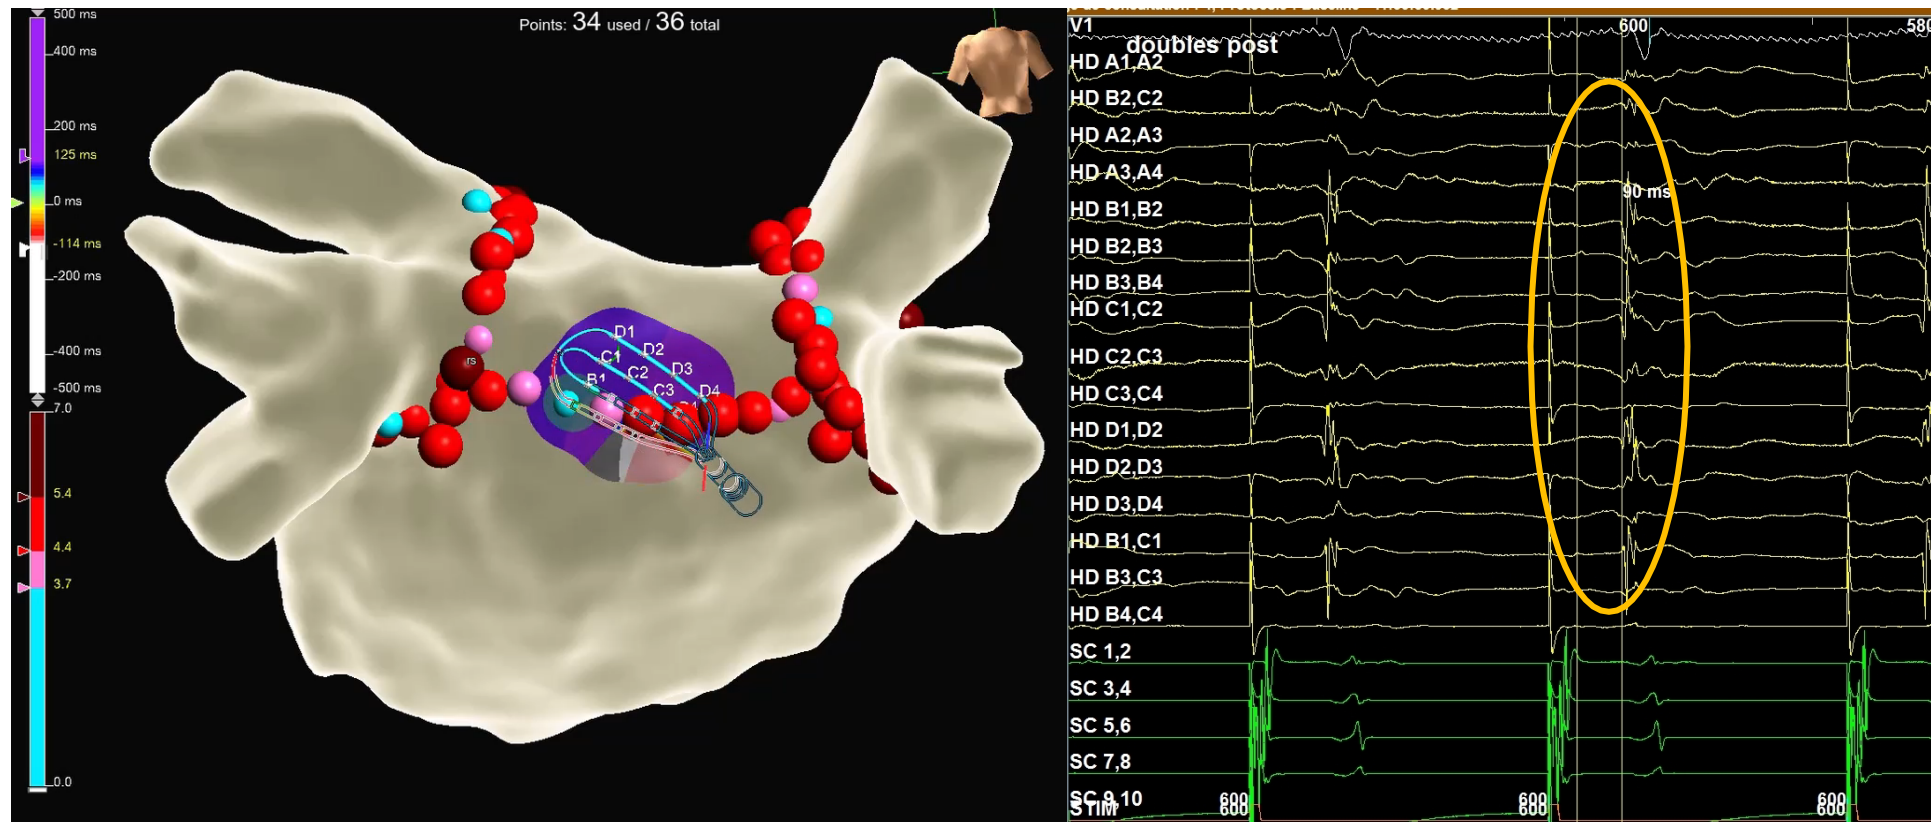 Points: 34 used / 36 total
500 ms
400 ms
200 ms
125 ms
0 ms
-114 ms
-200 ms
-400 ms
-500 ms
7.0
5.4
4.4
3.7
0.0
rs
D1
D2
D3
D4
C1
C2
C3
B1
V1
600
580
doubles post
HD A1,A2
HD B2,C2
HD A2,A3
HD A3,A4
90 ms
HD B1,B2
HD B2,B3
HD B3,B4
HD C1,C2
HD C2,C3
HD C3,C4
HD D1,D2
HD D2,D3
HD D3,D4
HD B1,C1
HD B3,C3
HD B4,C4
SC 1,2
SC 3,4
SC 5,6
SC 7,8
SC 9,10
600
600
600
STIM
600
600
600